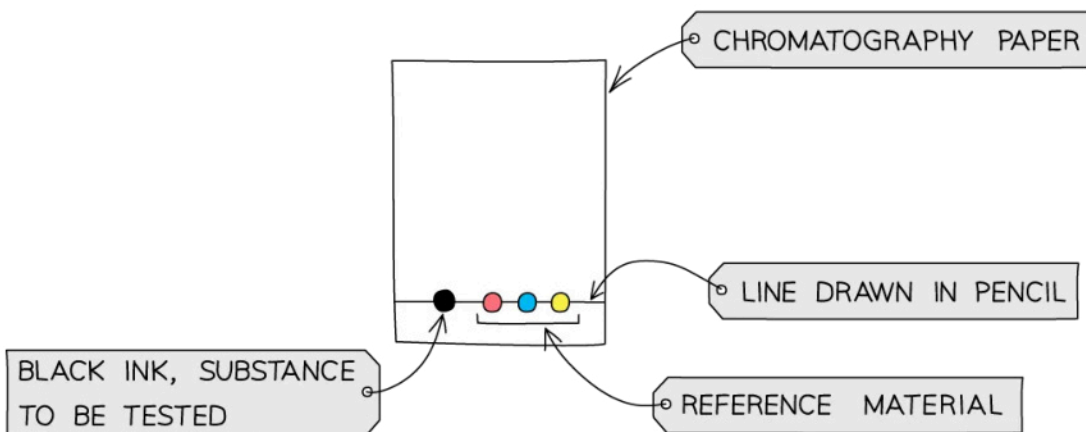 CHROMATOGRAPHY PAPER
LINE DRAWN IN PENCIL
BLACK INK, SUBSTANCE
TO BE TESTED
REFERENCE MATERIAL